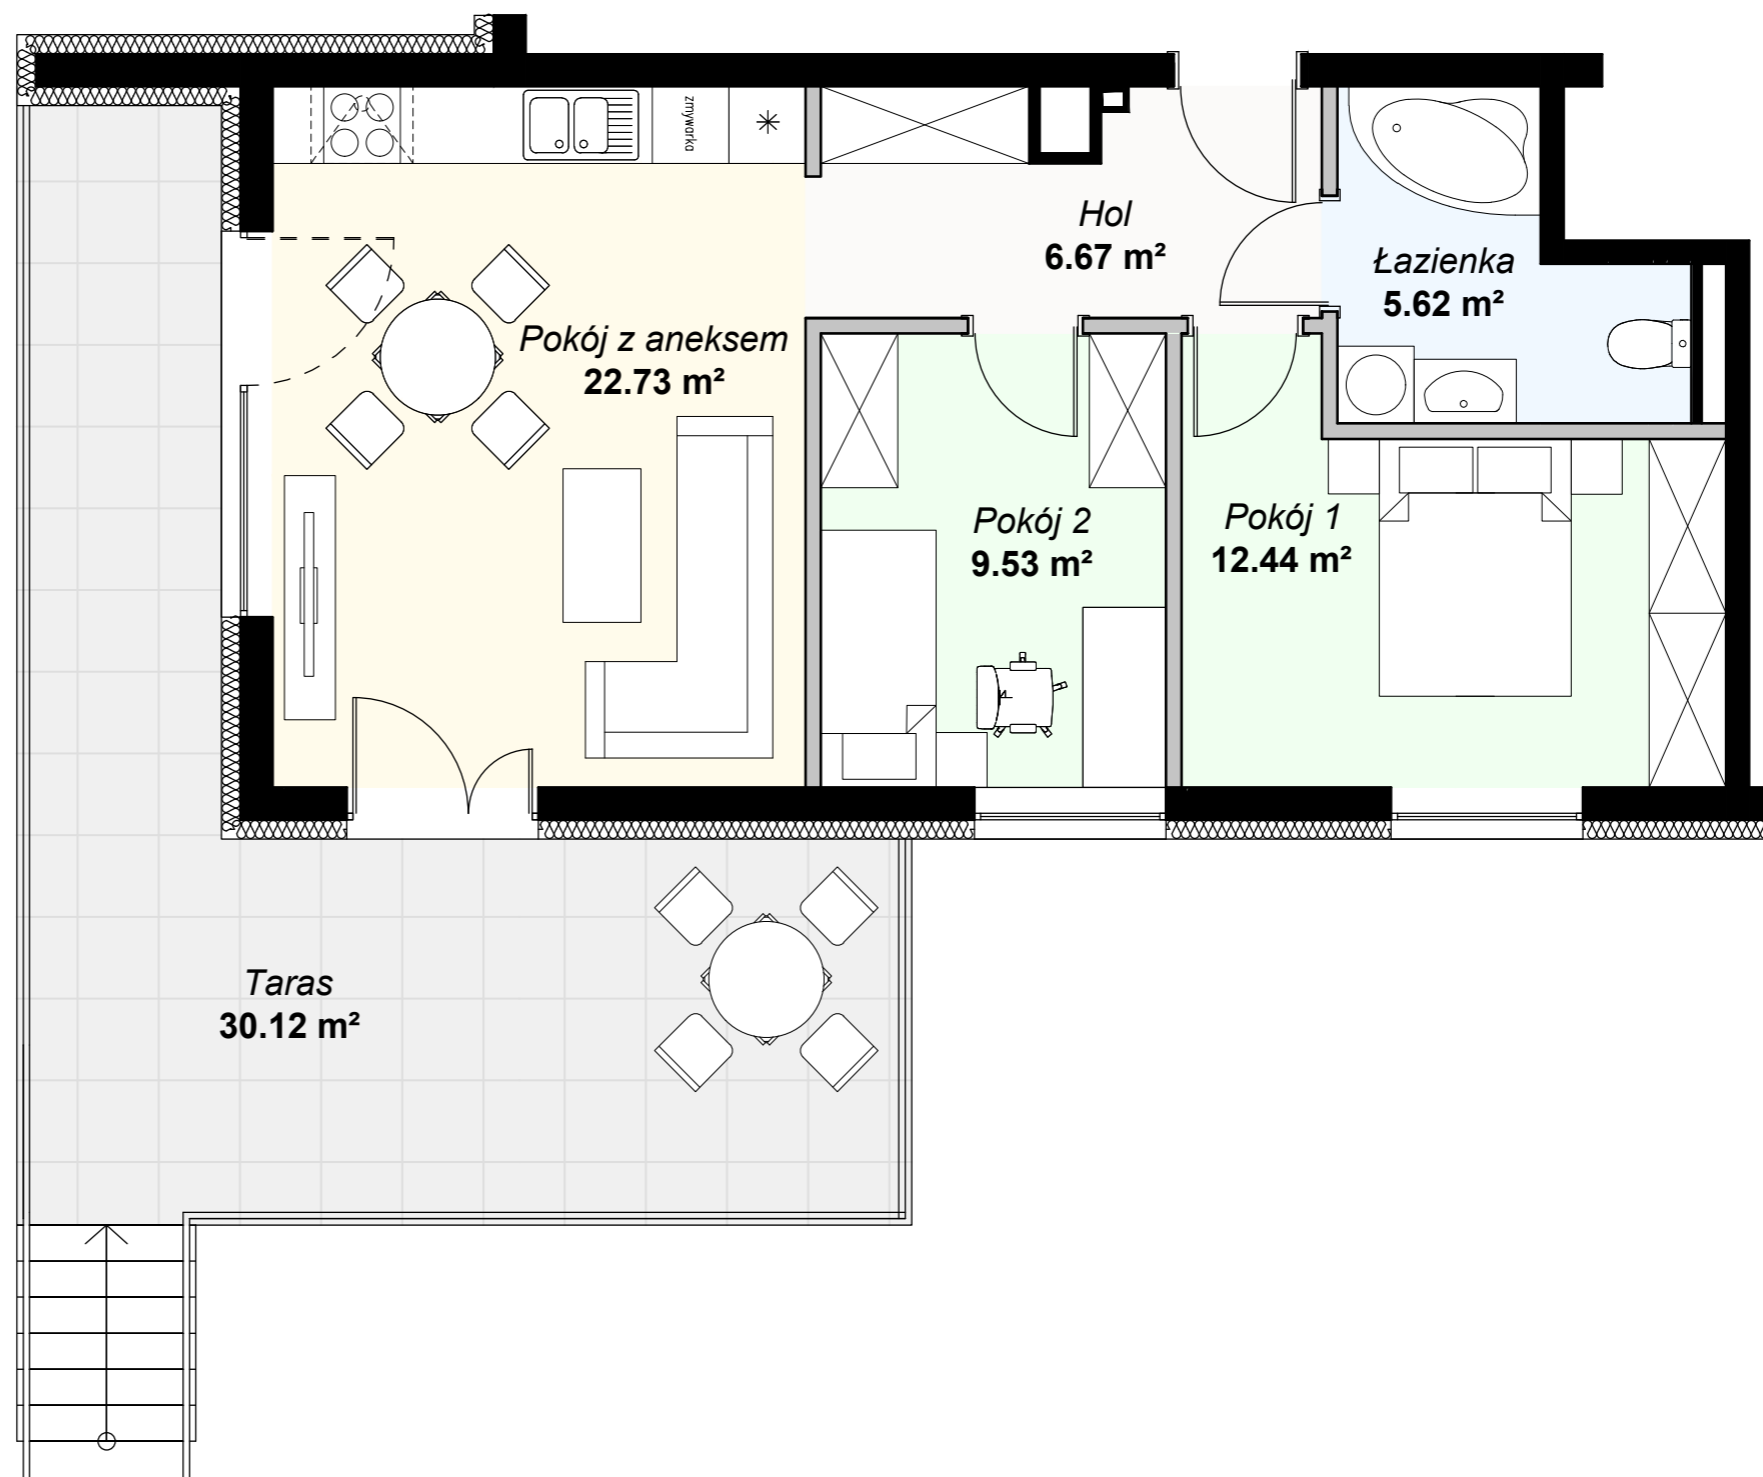 zmywarka
Hol
6.67 m²
Łazienka
5.62 m²
Pokój z aneksem
22.73 m²
Pokój 2
9.53 m²
Pokój 1
12.44 m²
Taras
30.12 m²